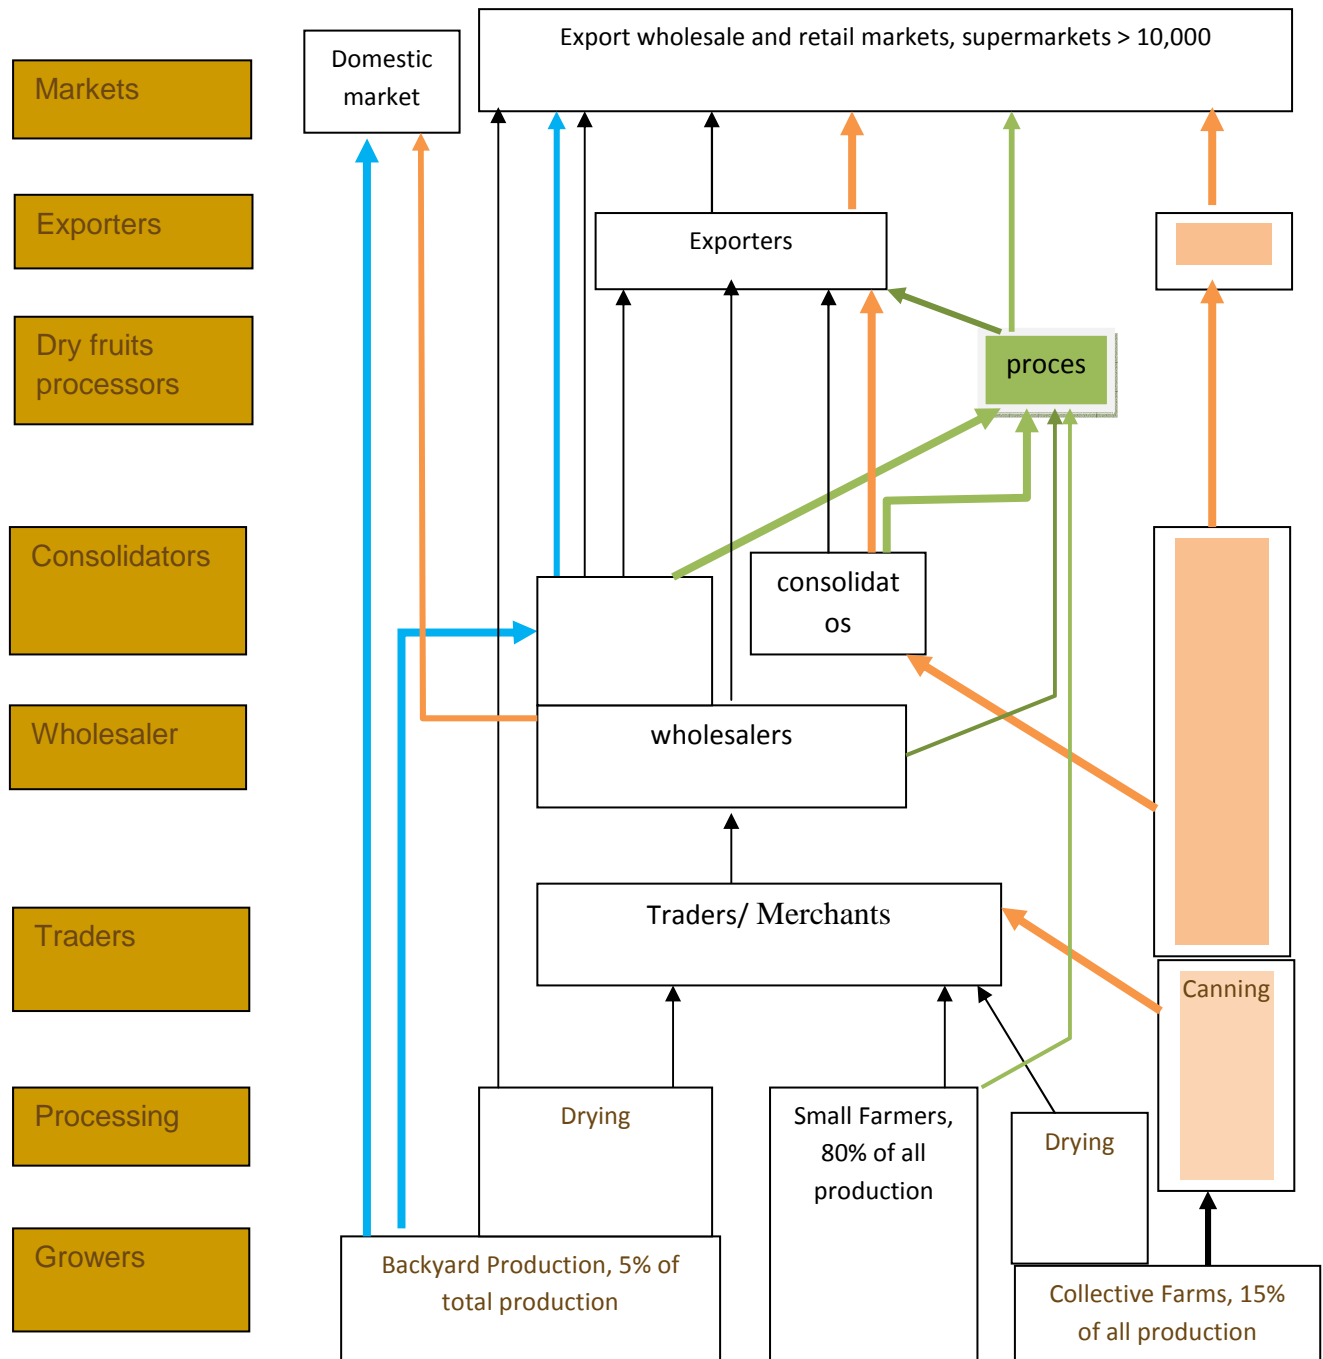 Export wholesale and retail markets, supermarkets > 10,000
Domestic
market
Markets
Exporters
Exporters
Dry fruits
processors
proces
Consolidators
consolidat
os
Wholesaler
wholesalers
Traders
Traders/ Merchants
Canning
Processing
Drying
Small Farmers,
80% of all
production
Drying
Growers
Backyard Production, 5% of
total production
Collective Farms, 15%
of all production